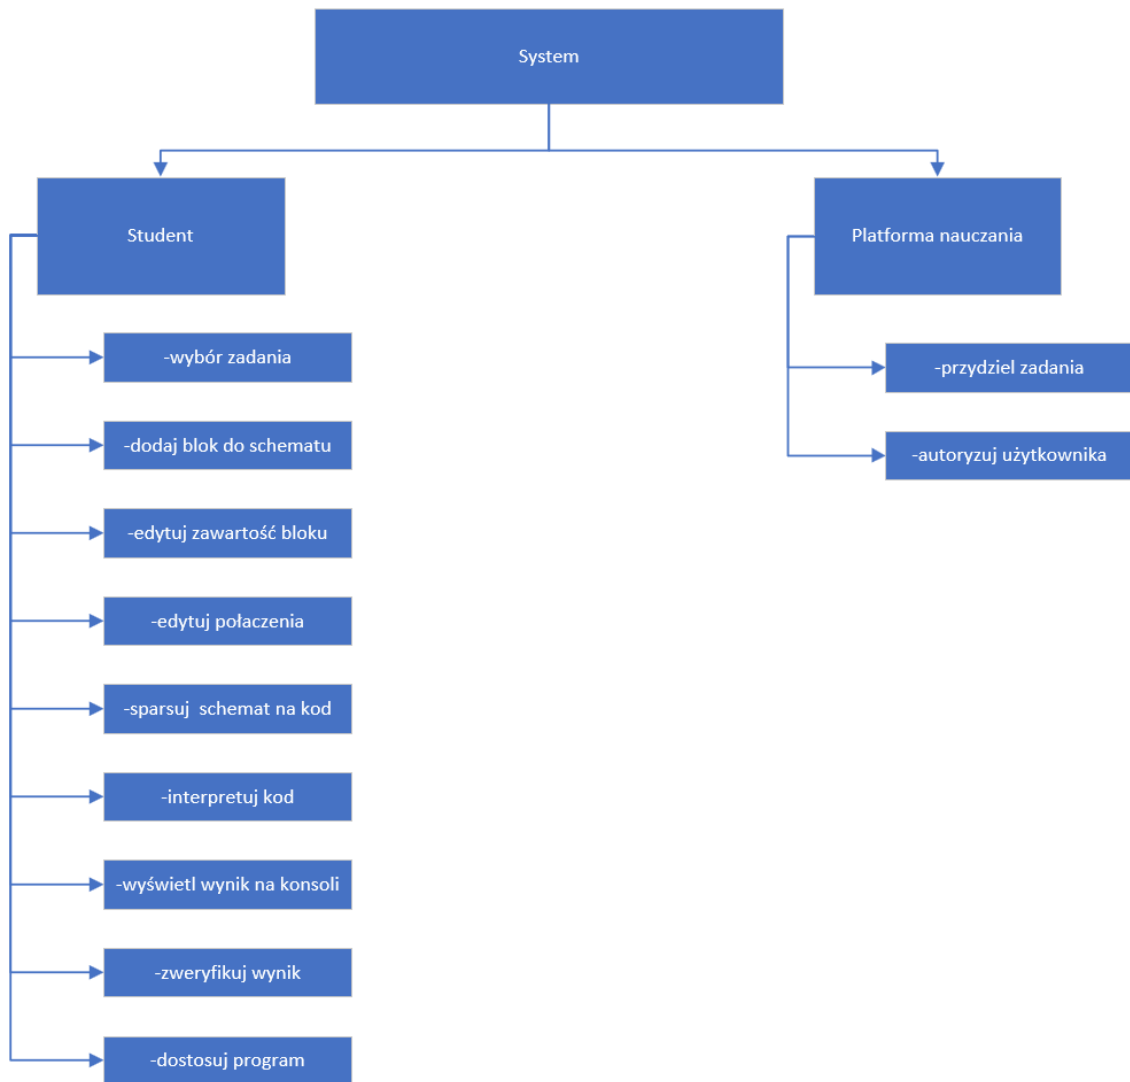 System
Student
Platforma nauczania
-wybór zadania
-dodaj blok do schematu
-edytuj zawartość bloku
-edytuj połaczenia
-sparsuj  schemat na kod
-interpretuj kod
-wyświetl wynik na konsoli
-zweryfikuj wynik
-dostosuj program
-przydziel zadania
-autoryzuj użytkownika